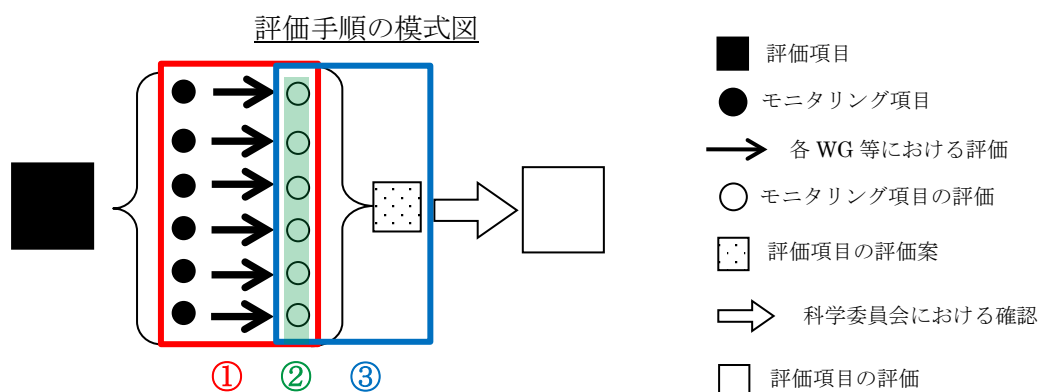 評価手順の模式図
評価項目
モニタリング項目
各 WG 等における評価
モニタリング項目の評価
評価項目の評価案
科学委員会における確認
評価項目の評価
① ② ③